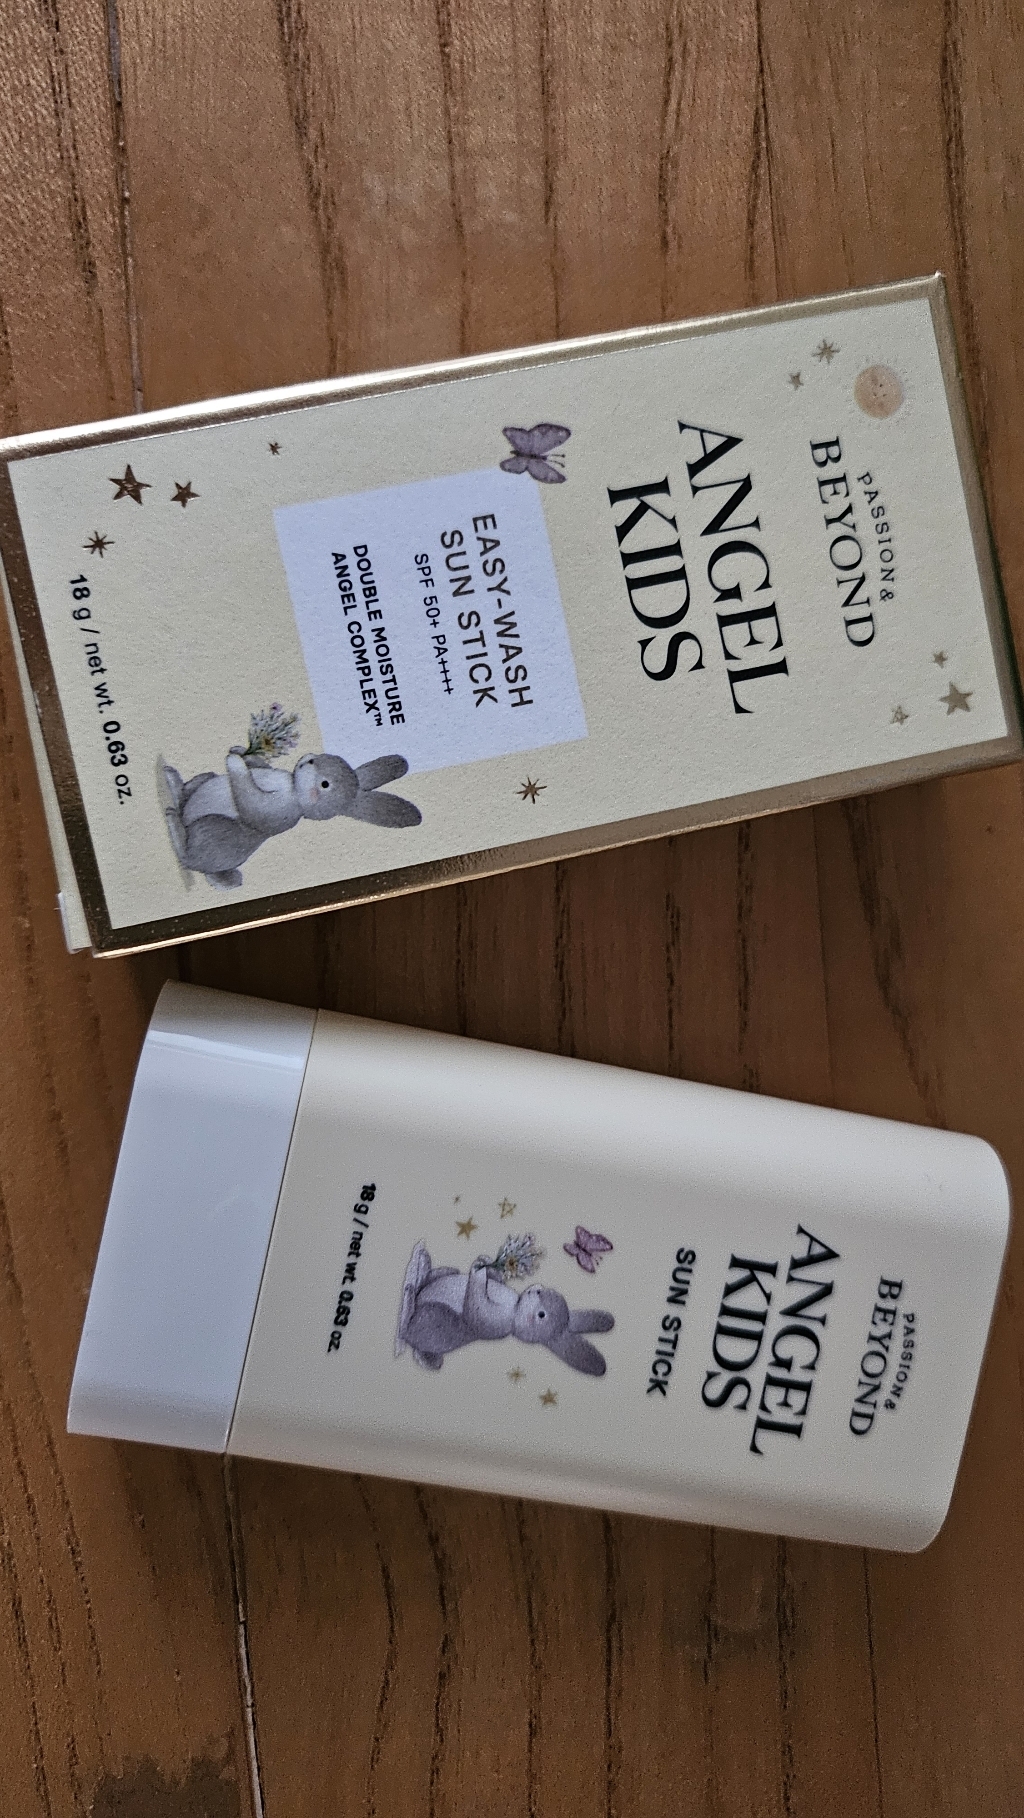 PASSION &
BEYOND
ANGEL
KIDS
EASY-WASH
SUN STICK
SPF 50+ PA++++
DOUBLE MOISTURE
ANGEL COMPLEX™
18 g / net wt. 0.63 oz.
PASSION &
BEYOND
ANGEL
KIDS
SUN STICK
18 g / net wt. 0.63 oz.